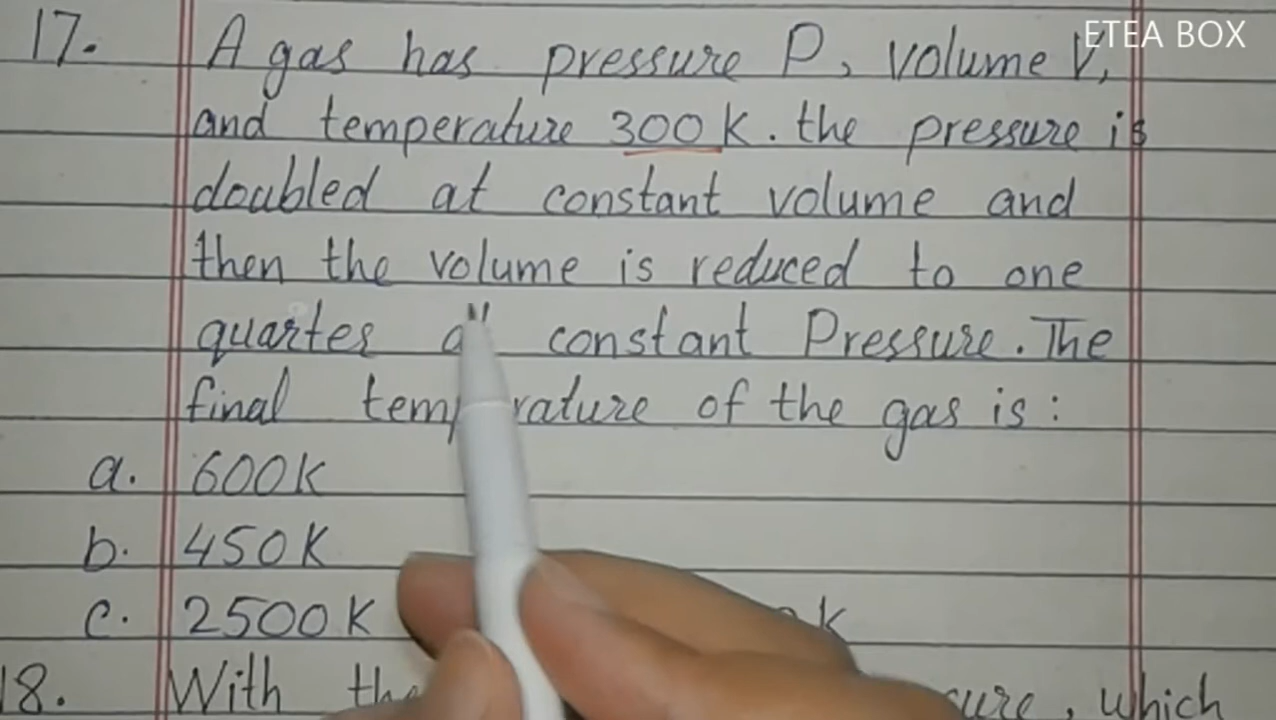 ETEA BOX
17. A gas has pressure P, volume V,
and temperature 300 K. the pressure is
doubled at constant volume and
then the volume is reduced to one
quarter constant Pressure. The
final of the gas is:
a. 600K
b. 450K
c. 2500K K
18. With which